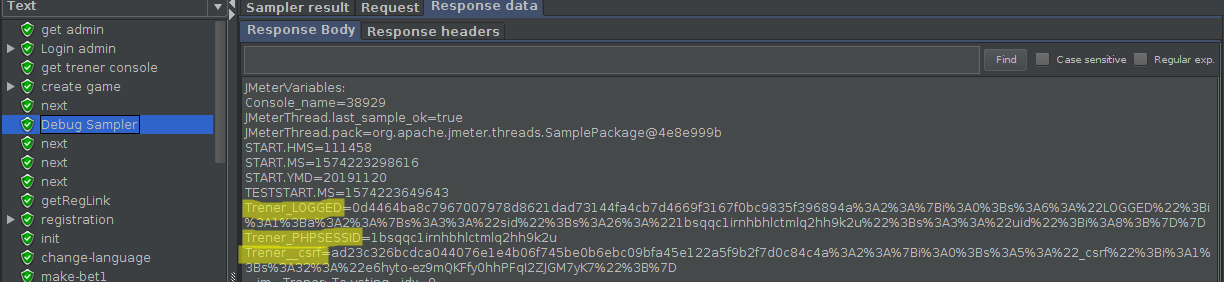 Text
Sampler result Request Response data
Response Body Response headers
get admin
Login admin
get trener console
create game
next
Debug Sampler
next
next
next
getRegLink
registration
init
change-language
make-bet1
Find Case sensitive Regular exp.
JMeterVariables:
Console_name=38929
JMeterThread.last_sample_ok=true
JMeterThread.pack=org.apache.jmeter.threads.SamplePackage@4e8e999b
START.HMS=111458
START.MS=1574223298616
START.YMD=20191120
TESTSTART.MS=1574223649643
Trener_LOGGED=0d4464ba8c7967007978d8621dad73144fa4cb7d4669f3167f0bc9835f396894a%3A2%3A%7Bi%3A0%3Bs%3A6%3A%22LOGGED%22%3Bi
%3A1%3Ba%3A2%3A%7Bs%3A3%3A%22sid%22%3Bs%3A26%3A%221bsqqc1irnhbhlctmlq2hh9k2u%22%3Bs%3A3%3A%22uid%22%3Bi%3A8%3B%7D%7D
Trener_PHPSESSID=1bsqqc1irnhbhlctmlq2hh9k2u
Trener__csrf=ad23c326bcdca044076e1e4b06f745be0b6ebc09bfa45e122a5f9b2f7d0c84c4a%3A2%3A%7Bi%3A0%3Bs%3A5%3A%22_csrf%22%3Bi%3A1%
3Bs%3A32%3A%22e6hyto-ez9mQKFfy0hhPFqI2ZJGM7yK7%22%3B%7D
__jm__Trener: To voting__idx=0